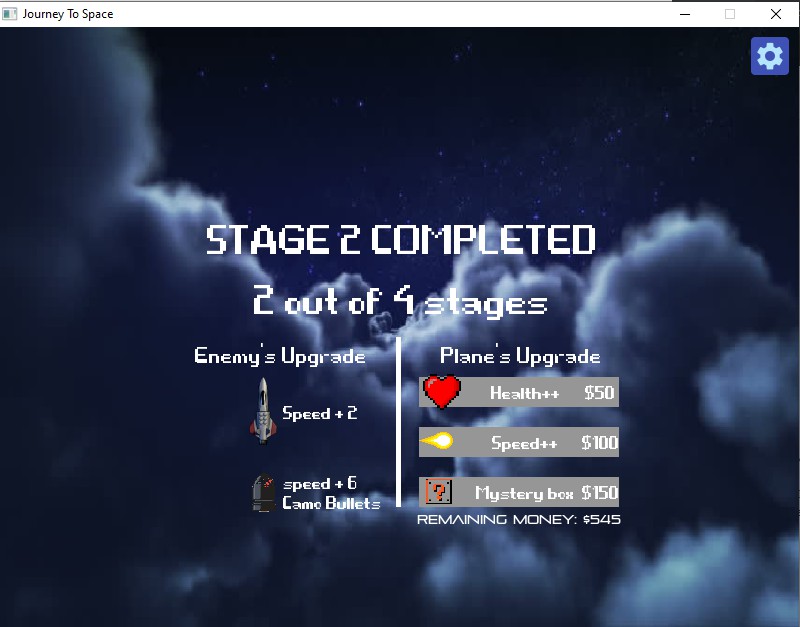 Journey To Space
STAGE 2 COMPLETED
2 out of 4 stages
Enemy's Upgrade
Speed + 2
speed + 6
Camo Bullets
Plane's Upgrade
Health++ $50
Speed++ $100
? Mystery box $150
REMAINING MONEY: $545